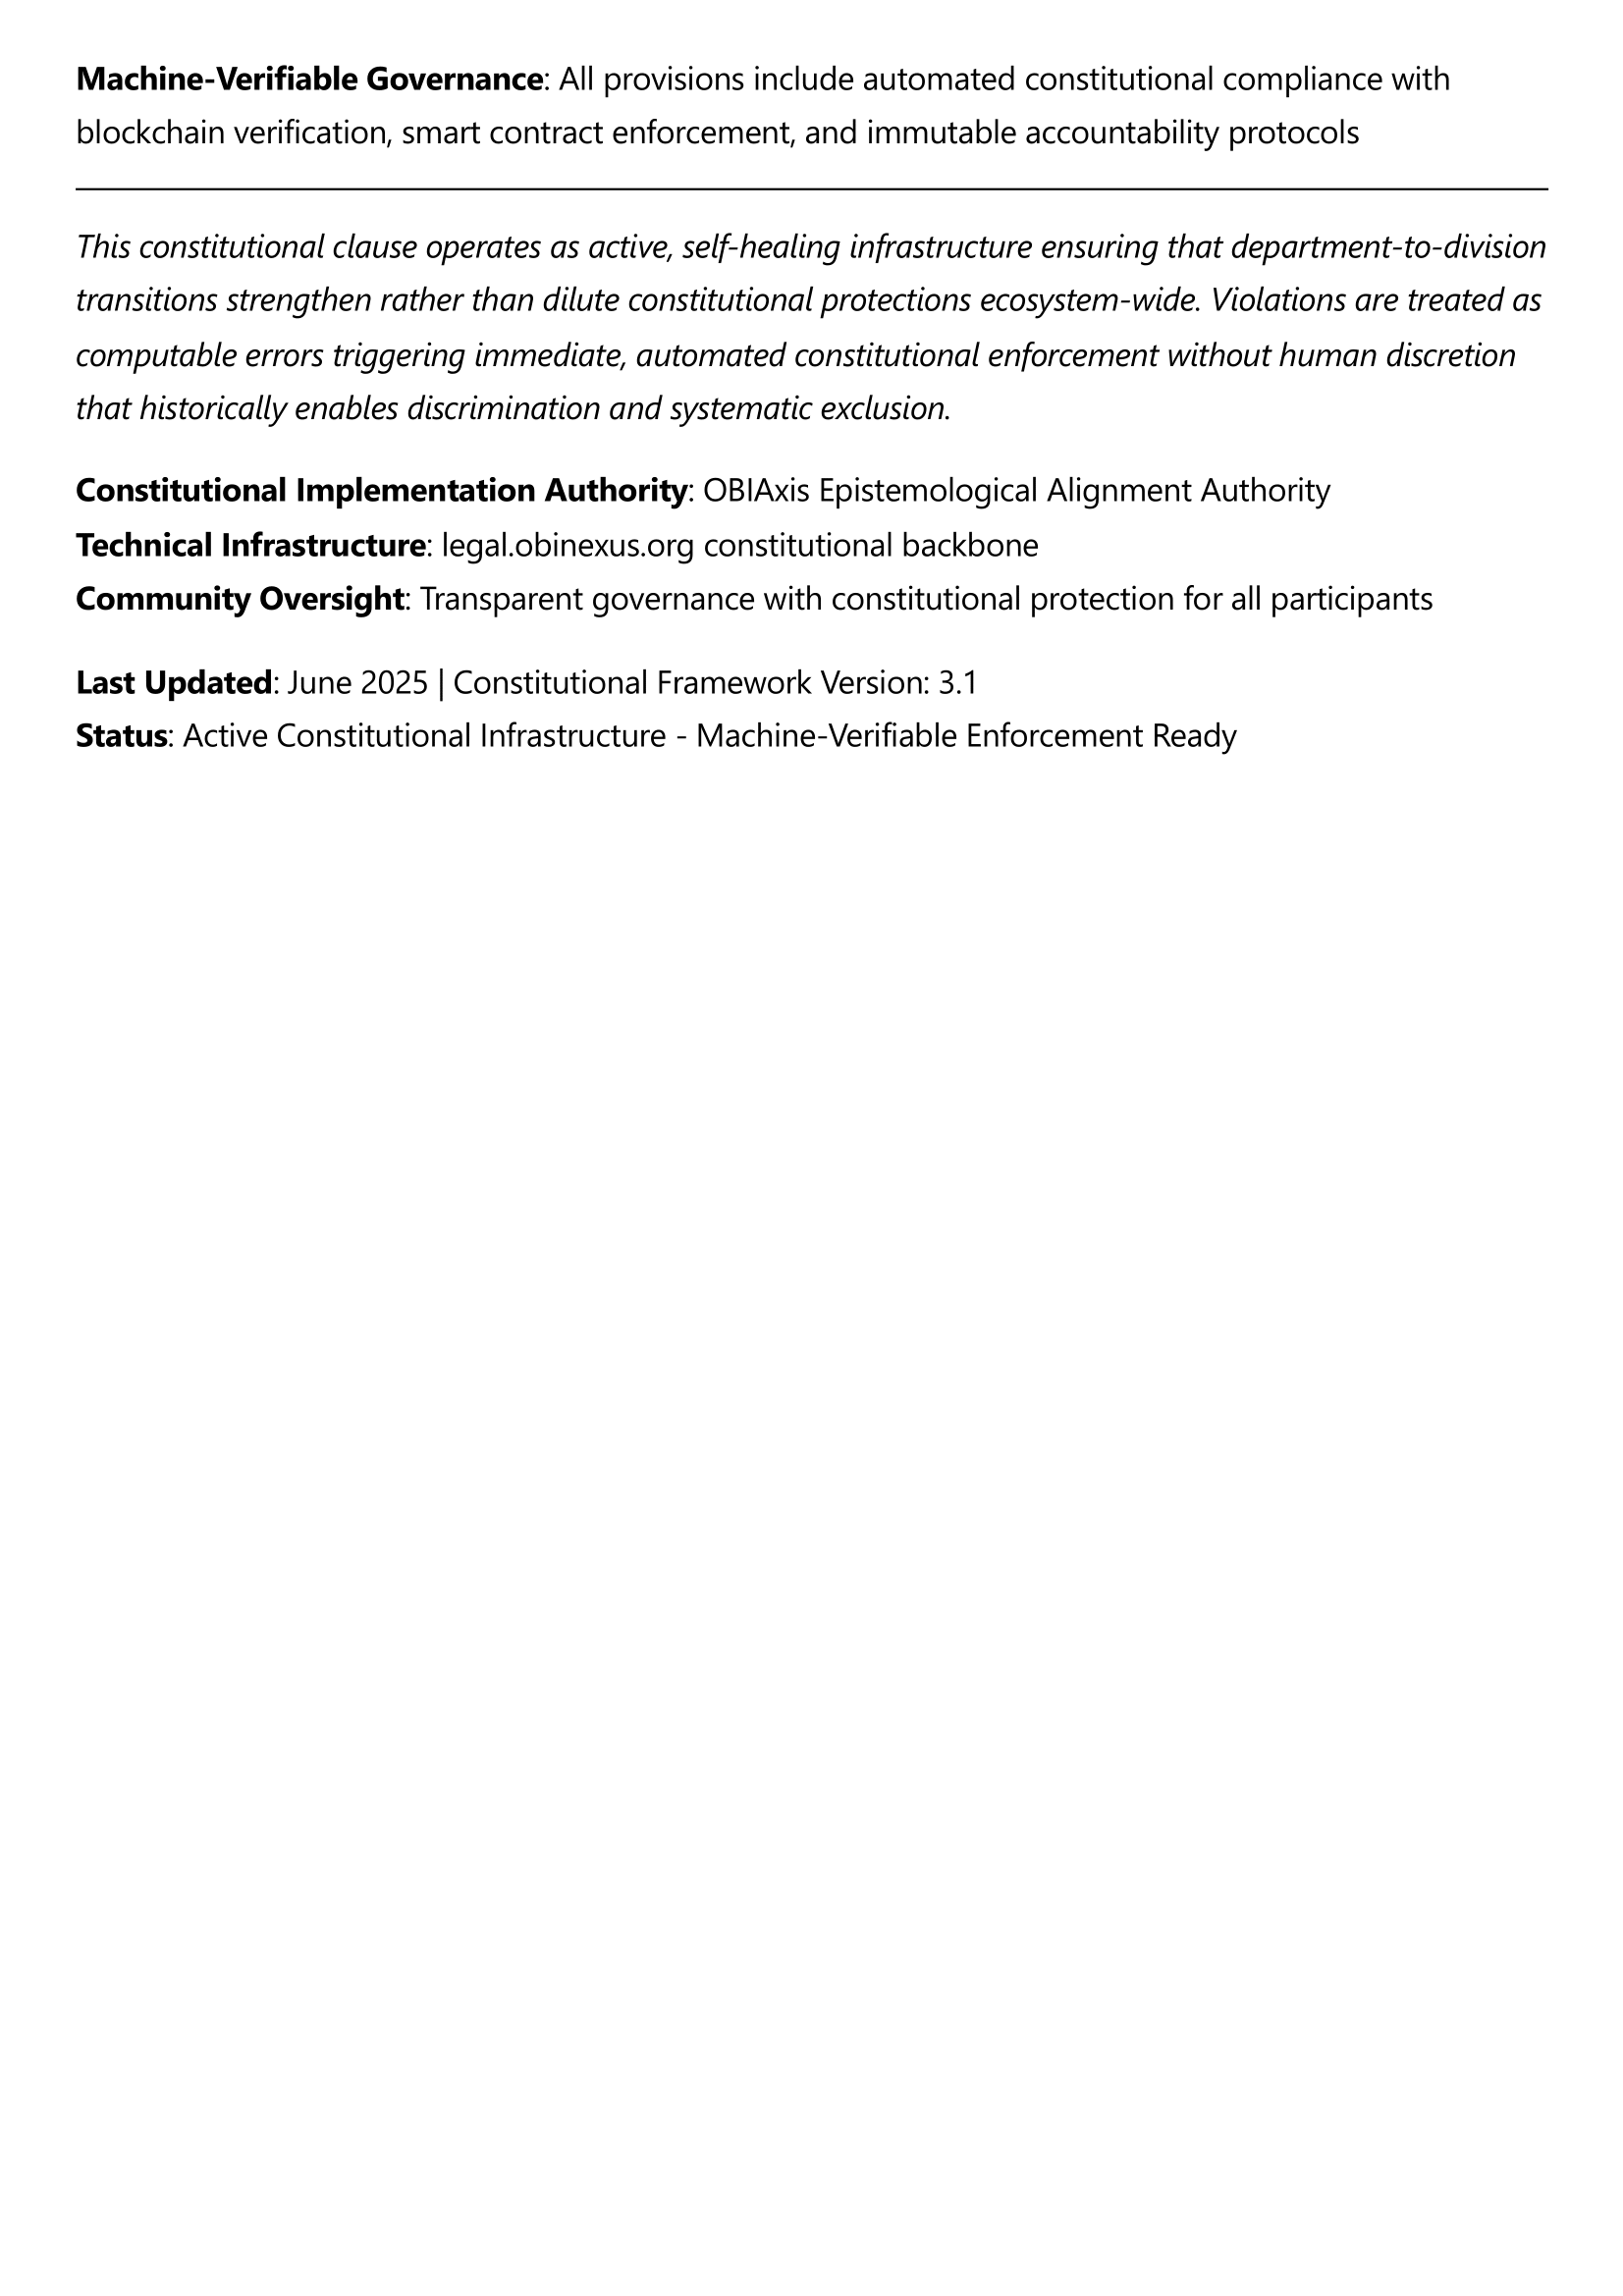 Machine-Verifiable Governance: All provisions include automated constitutional compliance with
blockchain verification, smart contract enforcement, and immutable accountability protocols
This constitutional clause operates as active, self-healing infrastructure ensuring that department-to-division
transitions strengthen rather than dilute constitutional protections ecosystem-wide. Violations are treated as
computable errors triggering immediate, automated constitutional enforcement without human discretion
that historically enables discrimination and systematic exclusion.
Constitutional Implementation Authority: OBIAxis Epistemological Alignment Authority
Technical Infrastructure: legal.obinexus.org constitutional backbone
Community Oversight: Transparent governance with constitutional protection for all participants
Last Updated: June 2025 | Constitutional Framework Version: 3.1
Status: Active Constitutional Infrastructure - Machine-Verifiable Enforcement Ready